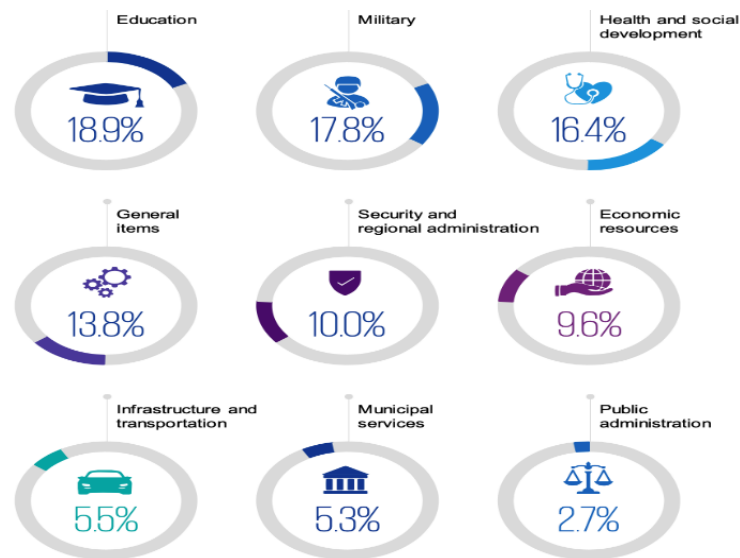 Education
18.9%
Military
17.8%
Health and social
development
16.4%
General
items
13.8%
Security and
regional administration
10.0%
Economic
resources
9.6%
Infrastructure and
transportation
5.5%
Municipal
services
5.3%
Public
administration
2.7%